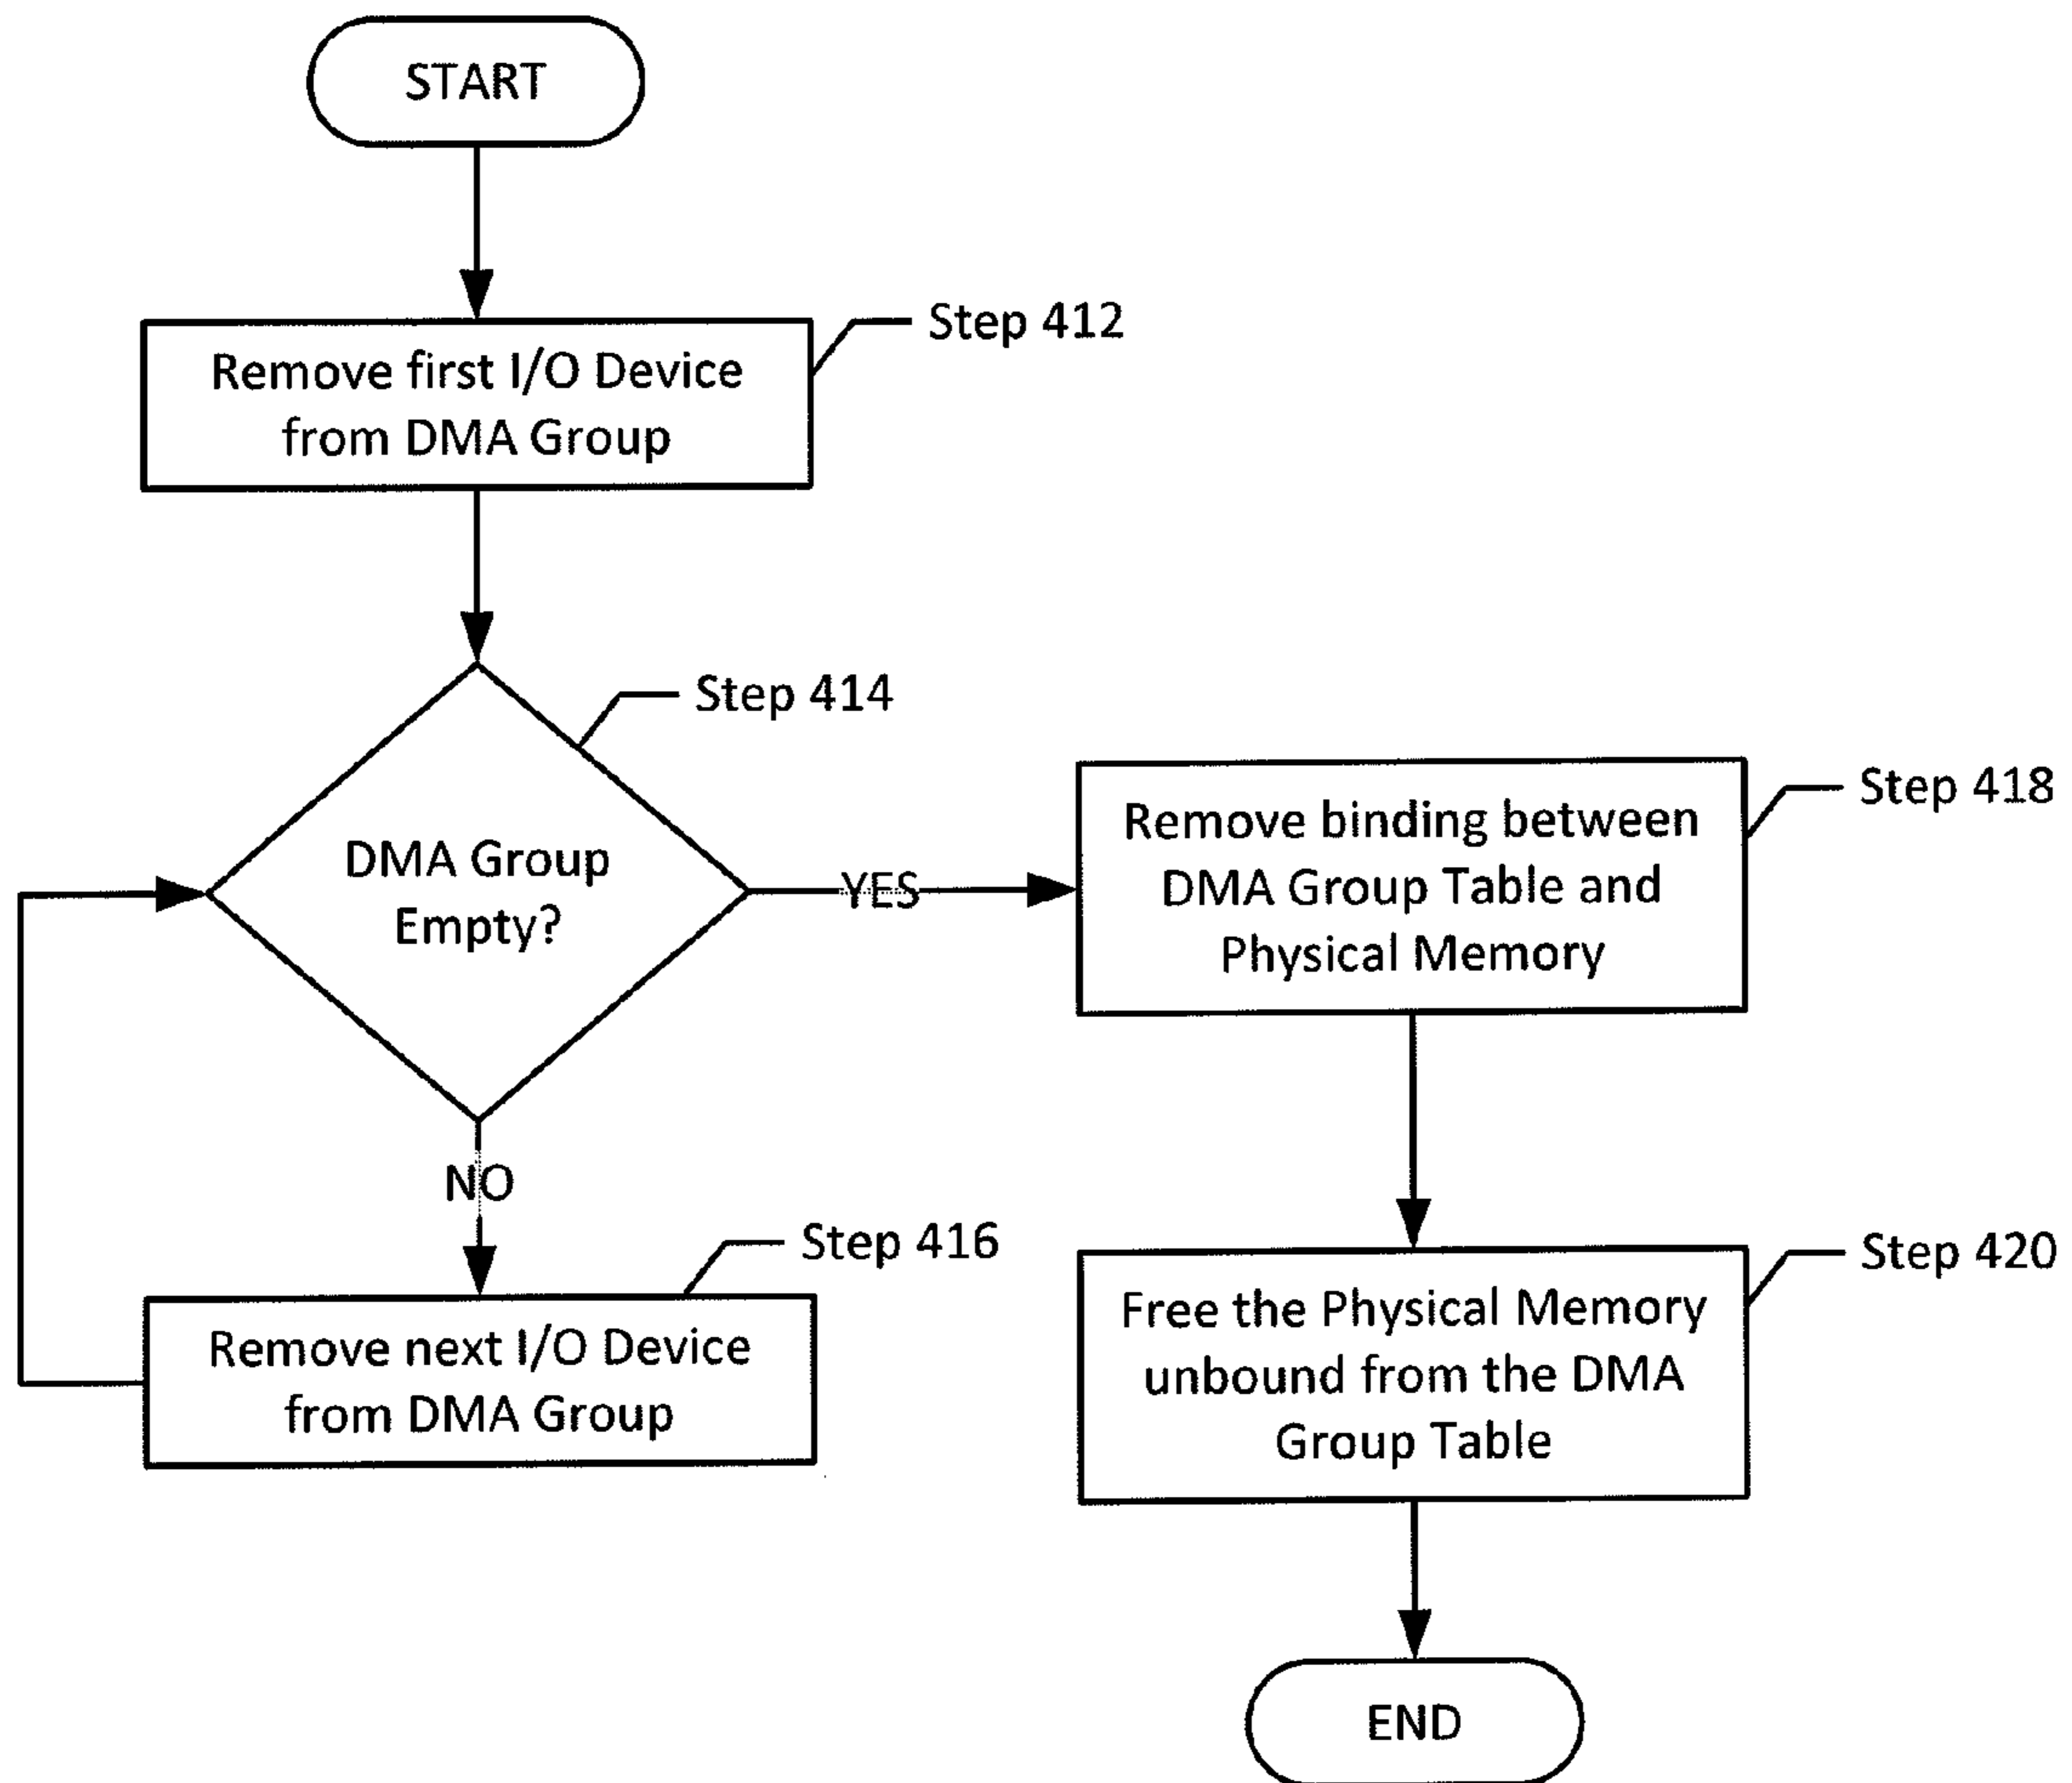 START
Step 412
Remove first I/O Device
from DMA Group
Step 414
DMA Group
Empty?
YES
NO
Step 416
Remove next I/O Device
from DMA Group
Step 418
Remove binding between
DMA Group Table and
Physical Memory
Step 420
Free the Physical Memory
unbound from the DMA
Group Table
END